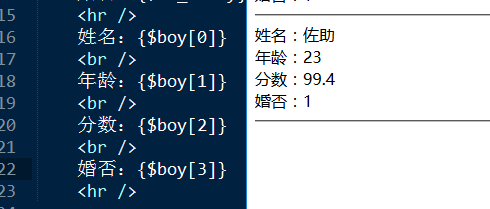 15 <hr />
16 姓名：{$boy[0]}
17 <br />
18 年龄：{$boy[1]}
19 <br />
20 分数：{$boy[2]}
21 <br />
22 婚否：{$boy[3]}
23 <hr />
姓名：佐助
年龄：23
分数：99.4
婚否：1